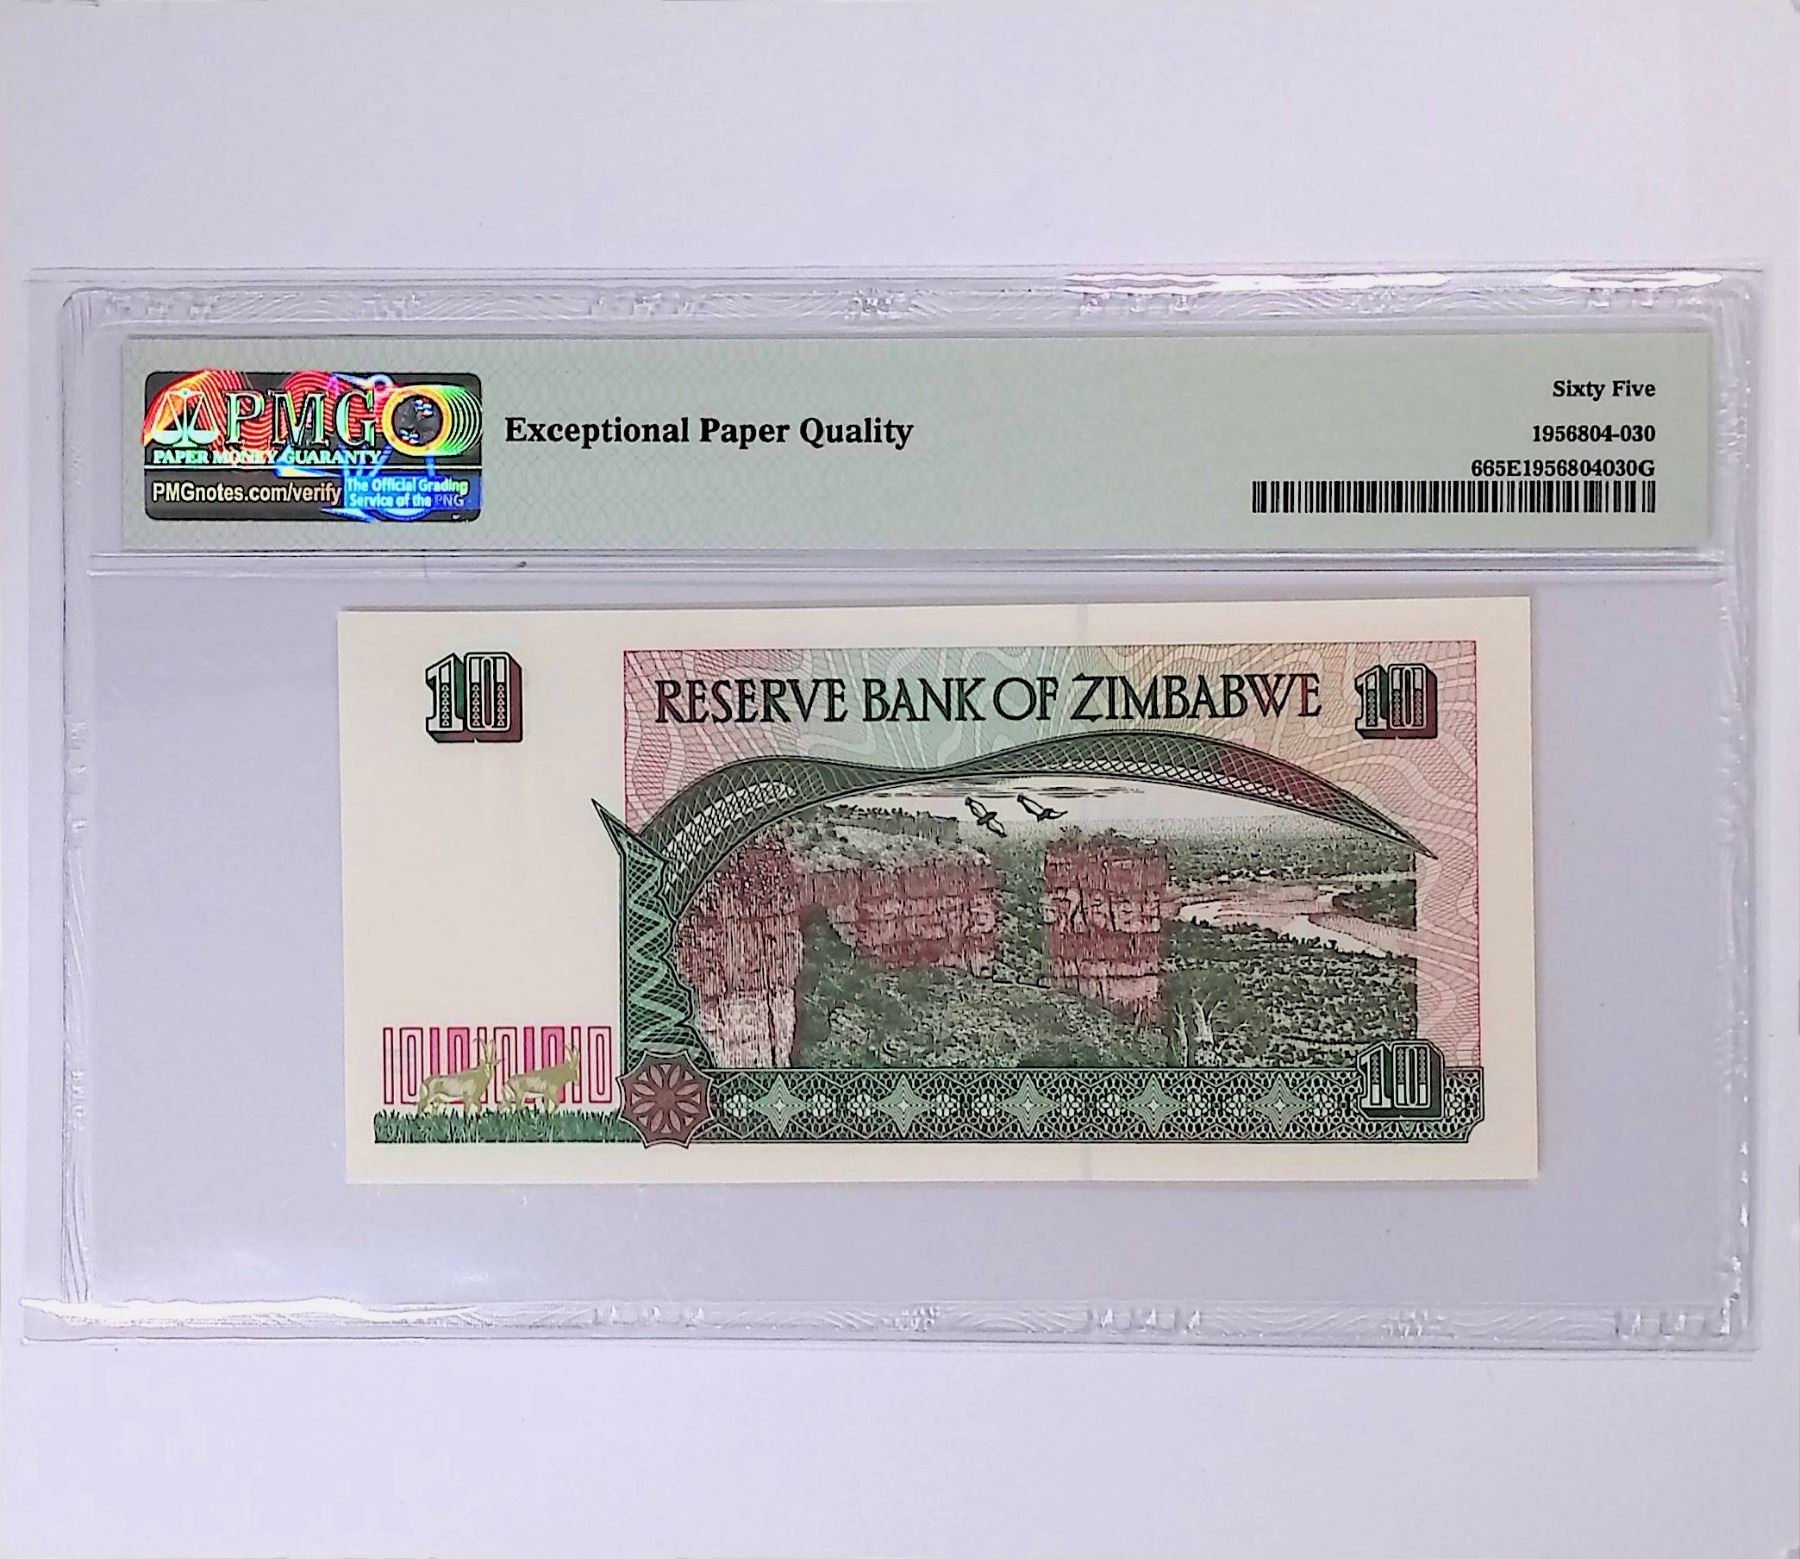 PMG
PAPER MONEY GUARANTY
PMGnotes.com/verify
The Official Grading
Service of the PNG
Exceptional Paper Quality
Sixty Five
1956804-030
665E1956804030G
10
RESERVE BANK OF ZIMBABWE
10
1010101010
10